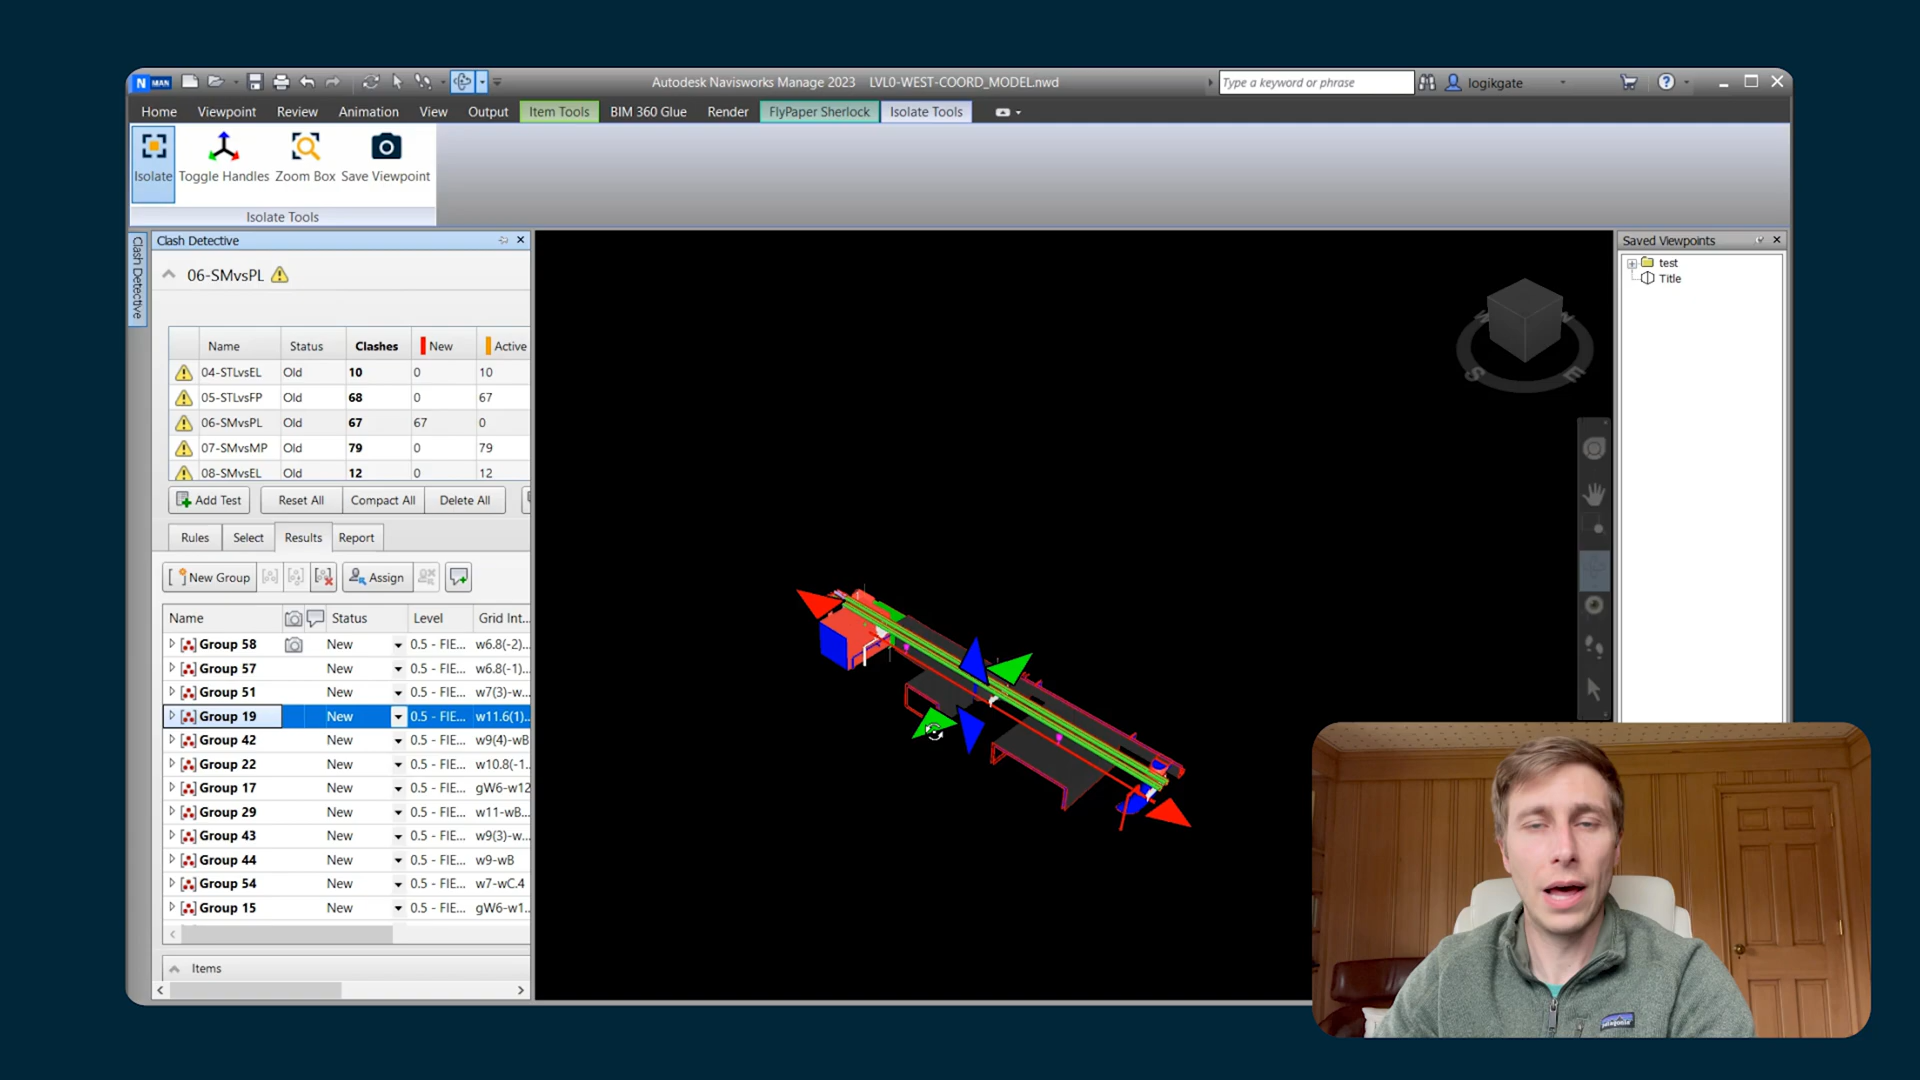 N MAN Autodesk Navisworks Manage 2023 LVL0-WEST-COORD_MODEL.nwd Type a keyword or phrase logikgate
Home Viewpoint Review Animation View Output Item Tools BIM 360 Glue Render FlyPaper Sherlock Isolate Tools
Isolate Toggle Handles Zoom Box Save Viewpoint
Isolate Tools
Clash Detective
Clash Detective
Saved Viewpoints
test
Title
06-SMvsPL
Name Status Clashes New Active
04-STLvsEL Old 10 0 10
05-STLvsFP Old 68 0 67
06-SMvsPL Old 67 67 0
07-SMvsMP Old 79 0 79
08-SMvsEL Old 12 0 12
Add Test Reset All Compact All Delete All
Rules Select Results Report
New Group Assign
Name Status Level Grid Int...
Group 58 New 0.5 - FIE... w6.8(-2)...
Group 57 New 0.5 - FIE... w6.8(-1)...
Group 51 New 0.5 - FIE... w7(3)-w...
Group 19 New 0.5 - FIE... w11.6(1)...
Group 42 New 0.5 - FIE... w9(4)-wB
Group 22 New 0.5 - FIE... w10.8(-1...
Group 17 New 0.5 - FIE... gW6-w12
Group 29 New 0.5 - FIE... w11-wB...
Group 43 New 0.5 - FIE... w9(3)-w...
Group 44 New 0.5 - FIE... w9-wB
Group 54 New 0.5 - FIE... w7-wC.4
Group 15 New 0.5 - FIE... gW6-w1...
Items
S E
patagonia